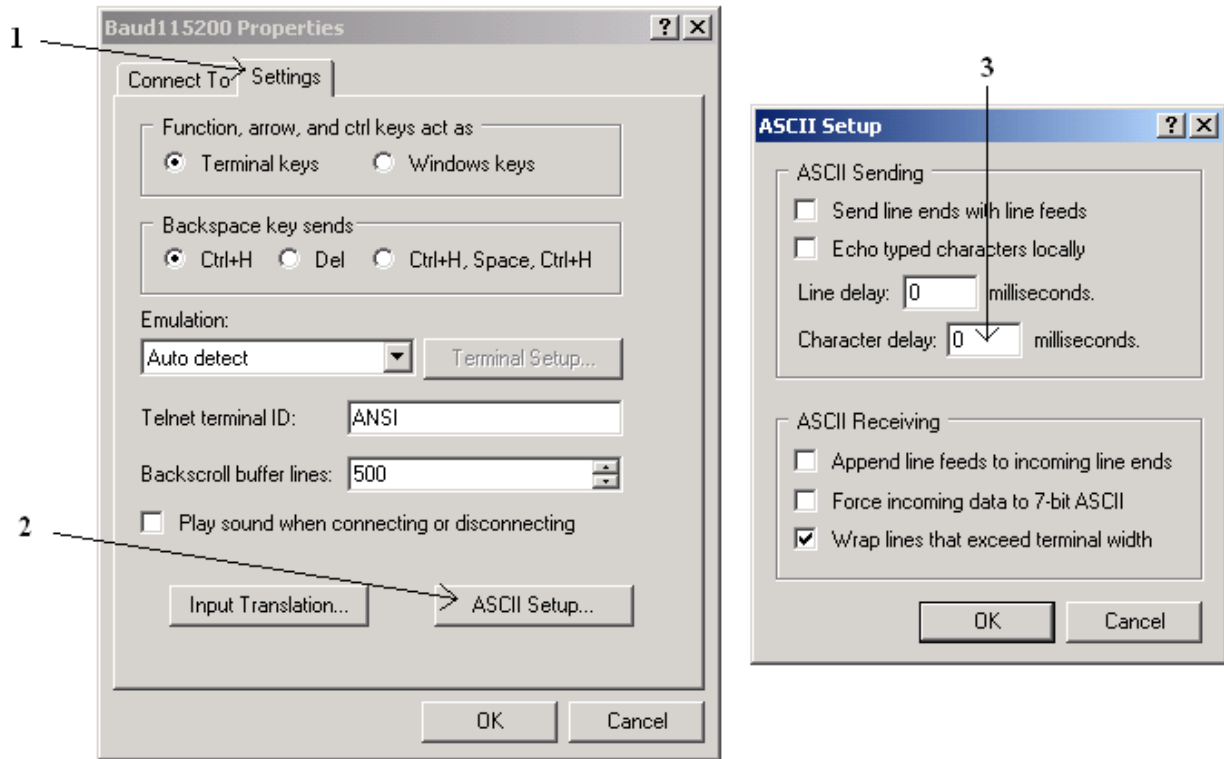 1
Baud115200 Properties
Connect To
Settings
Function, arrow, and ctrl keys act as
Terminal keys
Windows keys
Backspace key sends
Ctrl+H
Del
Ctrl+H, Space, Ctrl+H
Emulation:
Auto detect
Terminal Setup...
Telnet terminal ID:
ANSI
Backscroll buffer lines:
500
2
Play sound when connecting or disconnecting
Input Translation...
ASCII Setup...
OK
Cancel
3
ASCII Setup
ASCII Sending
Send line ends with line feeds
Echo typed characters locally
Line delay: 0 milliseconds.
Character delay: 0 milliseconds.
ASCII Receiving
Append line feeds to incoming line ends
Force incoming data to 7-bit ASCII
Wrap lines that exceed terminal width
OK
Cancel